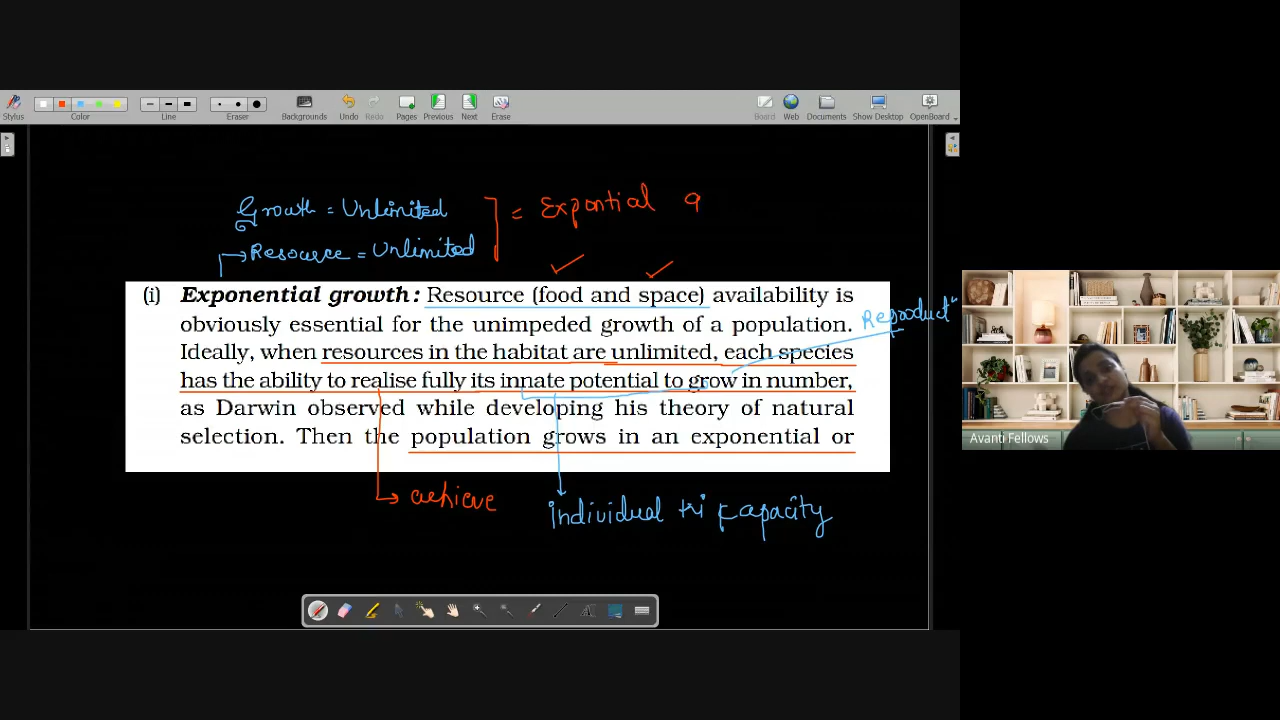 Stylus
Color
Line
Eraser
Backgrounds
Undo
Redo
Pages
Previous
Next
Erase
Board
Web
Documents
Show Desktop
OpenBoard
Growth = Unlimited
Resource = Unlimited
= Expontial g
(i) Exponential growth: Resource (food and space) availability is
obviously essential for the unimpeded growth of a population.
Reproduct"
Ideally, when resources in the habitat are unlimited, each species
has the ability to realise fully its innate potential to grow in number,
as Darwin observed while developing his theory of natural
selection. Then the population grows in an exponential or
achieve
individual capacity
Avanti Fellows